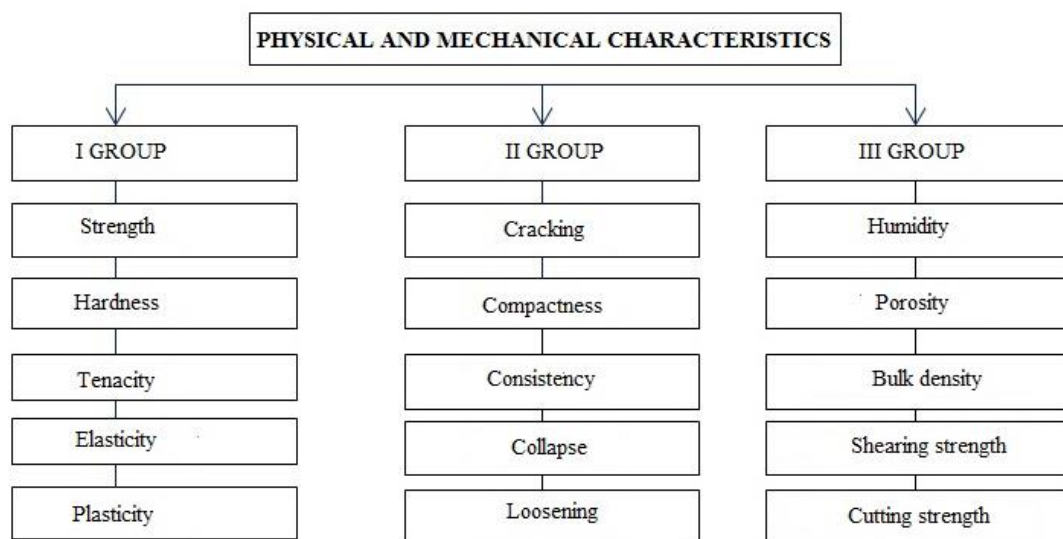 PHYSICAL AND MECHANICAL CHARACTERISTICS
I GROUP
Strength
Hardness
Tenacity
Elasticity
Plasticity
II GROUP
Cracking
Compactness
Consistency
Collapse
Loosening
III GROUP
Humidity
Porosity
Bulk density
Shearing strength
Cutting strength